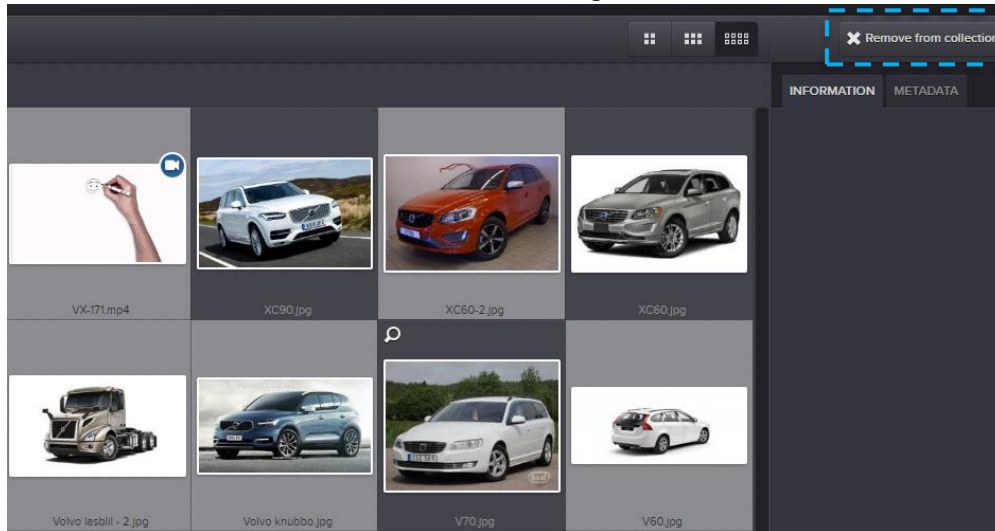 Remove from collection
INFORMATION METADATA
VX-171.mp4 XC90.jpg XC60-2.jpg XC60.jpg
Volvo lasbil - 2.jpg Volvo knubbo.jpg V70.jpg V60.jpg